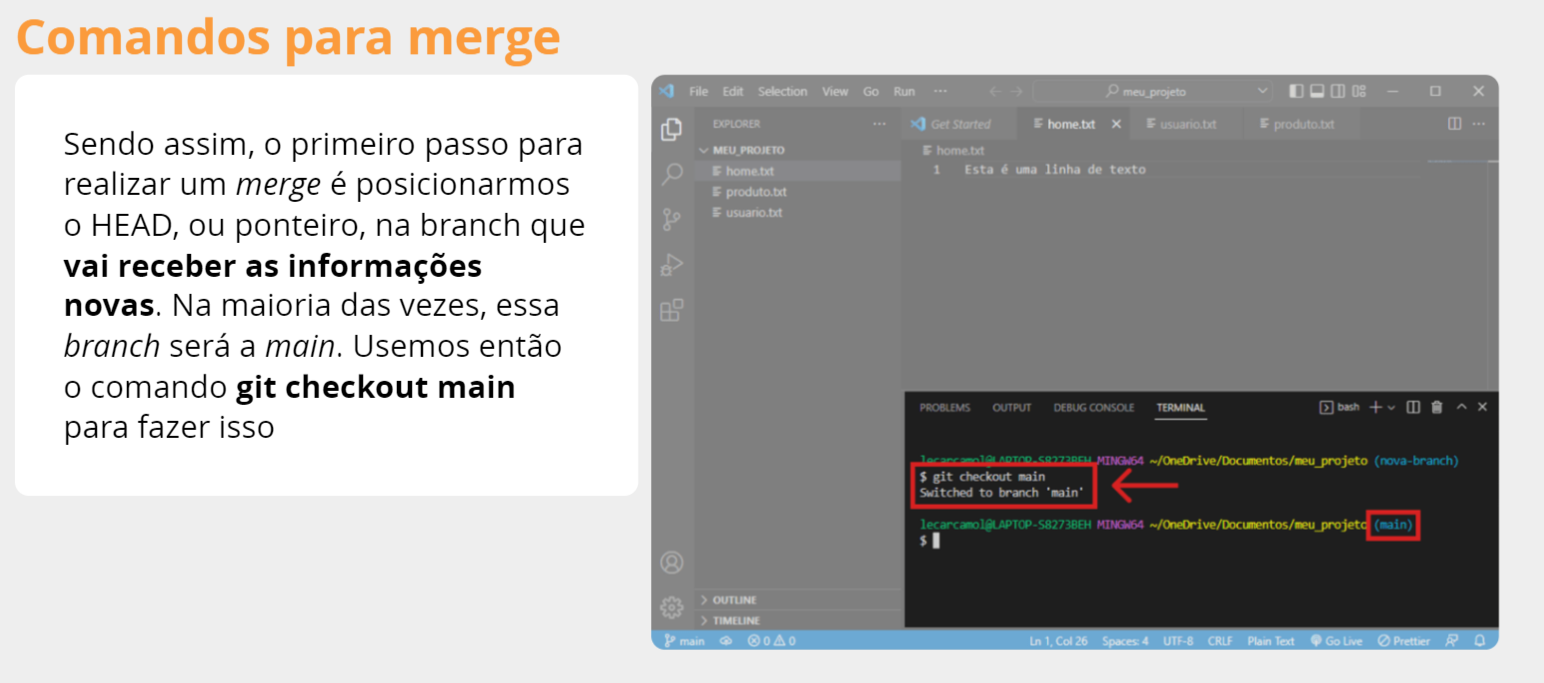 Comandos para merge
Sendo assim, o primeiro passo para
realizar um merge é posicionarmos
o HEAD, ou ponteiro, na branch que
vai receber as informações
novas. Na maioria das vezes, essa
branch será a main. Usemos então
o comando git checkout main
para fazer isso
File Edit Selection View Go Run ··· meu_projeto
EXPLORER ···
MEU_PROJETO
home.txt
produto.txt
usuario.txt
OUTLINE
TIMELINE
Get Started home.txt usuario.txt produto.txt ···
home.txt
1 Esta é uma linha de texto
PROBLEMS OUTPUT DEBUG CONSOLE TERMINAL bash
lecarcamol@LAPTOP-S8273BEH MINGW64 ~/OneDrive/Documentos/meu_projeto (nova-branch)
$ git checkout main
Switched to branch 'main'
lecarcamol@LAPTOP-S8273BEH MINGW64 ~/OneDrive/Documentos/meu_projeto (main)
$
main 0 0 Ln 1, Col 26 Spaces: 4 UTF-8 CRLF Plain Text Go Live Prettier